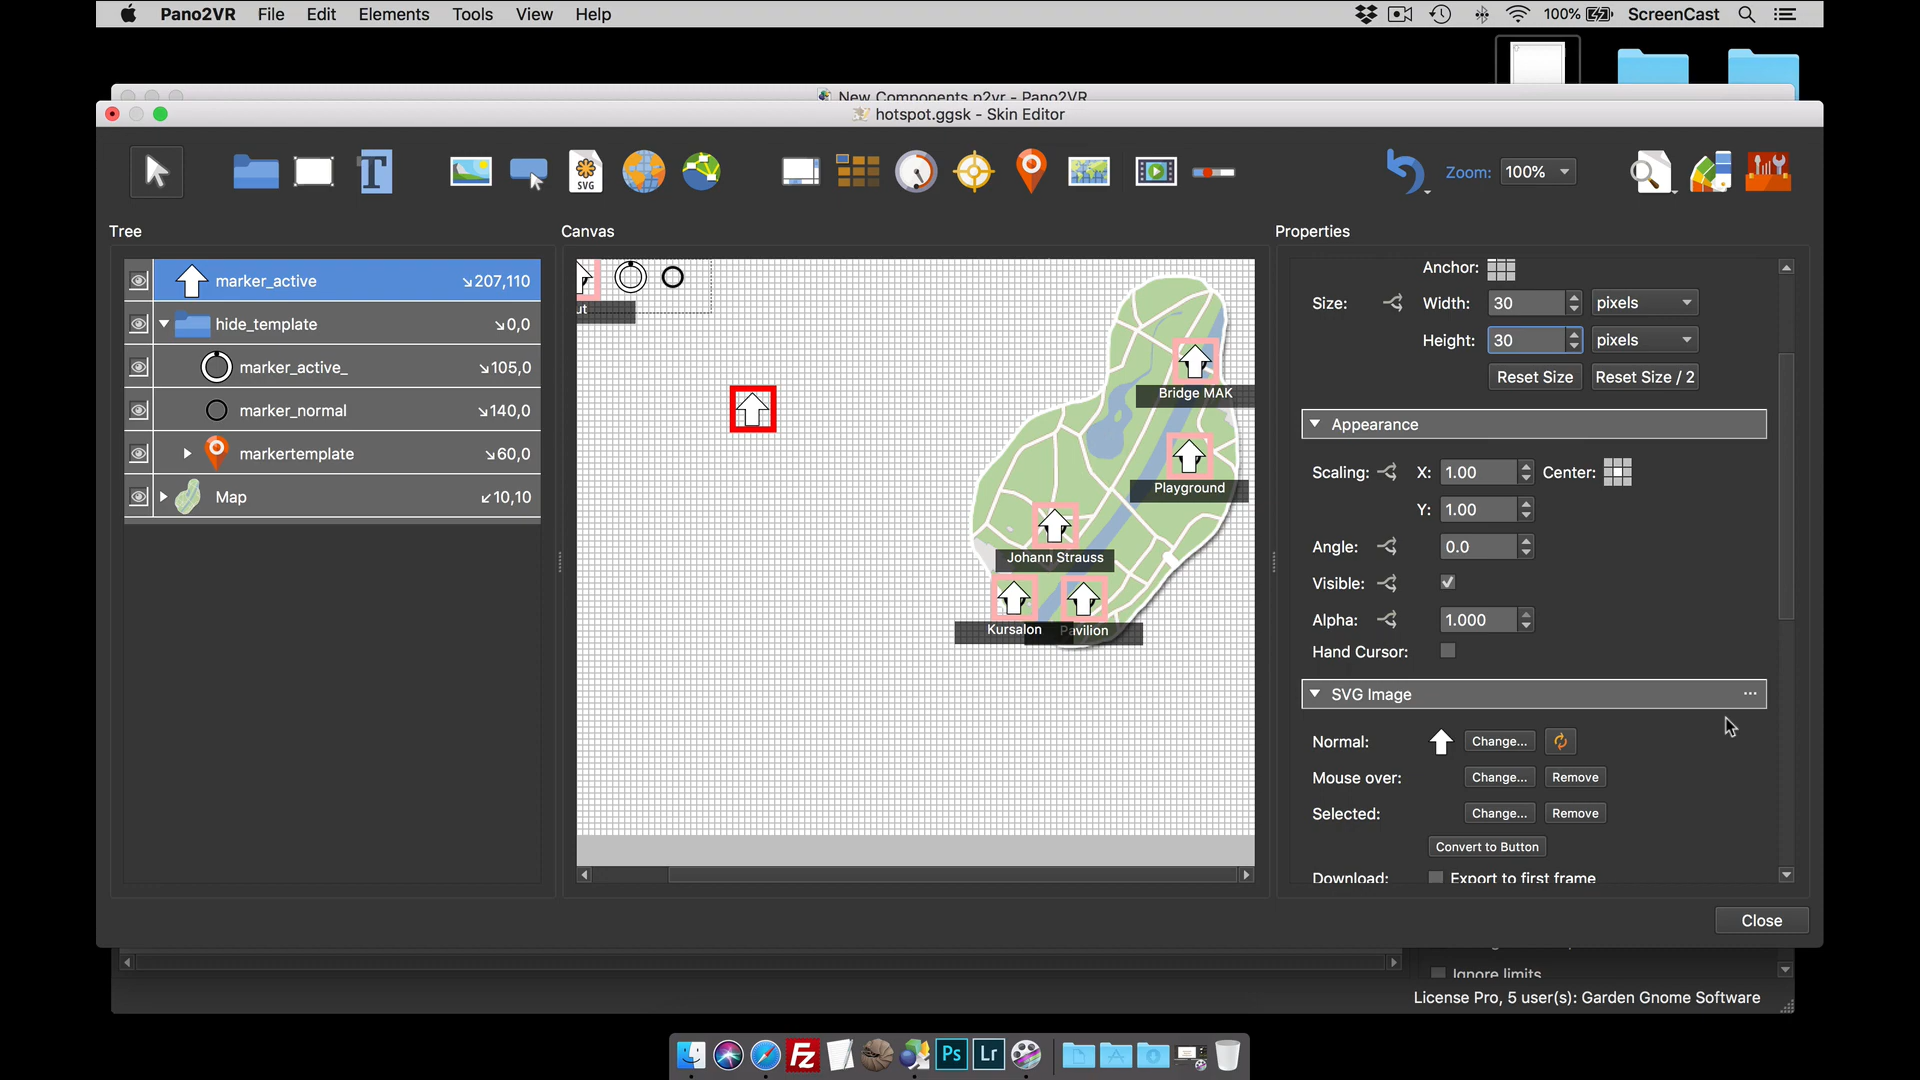 Pano2VR File Edit Elements Tools View Help 100% ScreenCast
New Components.p2vr - Pano2VR
hotspot.ggsk - Skin Editor
T SVG Zoom: 100%
Tree
marker_active 207,110
hide_template 0,0
marker_active_ 105,0
marker_normal 140,0
markertemplate 60,0
Map 10,10
Canvas
ut
Bridge MAK
Playground
Johann Strauss
Kursalon Pavilion
Properties
Anchor:
Size: Width: 30 pixels
Height: 30 pixels
Reset Size Reset Size / 2
Appearance
Scaling: X: 1.00 Center:
Y: 1.00
Angle: 0.0
Visible:
Alpha: 1.000
Hand Cursor:
SVG Image ...
Normal: Change...
Mouse over: Change... Remove
Selected: Change... Remove
Convert to Button
Download: Export to first frame
Close
Ignore limits
License Pro, 5 user(s): Garden Gnome Software
Fz Ps Lr